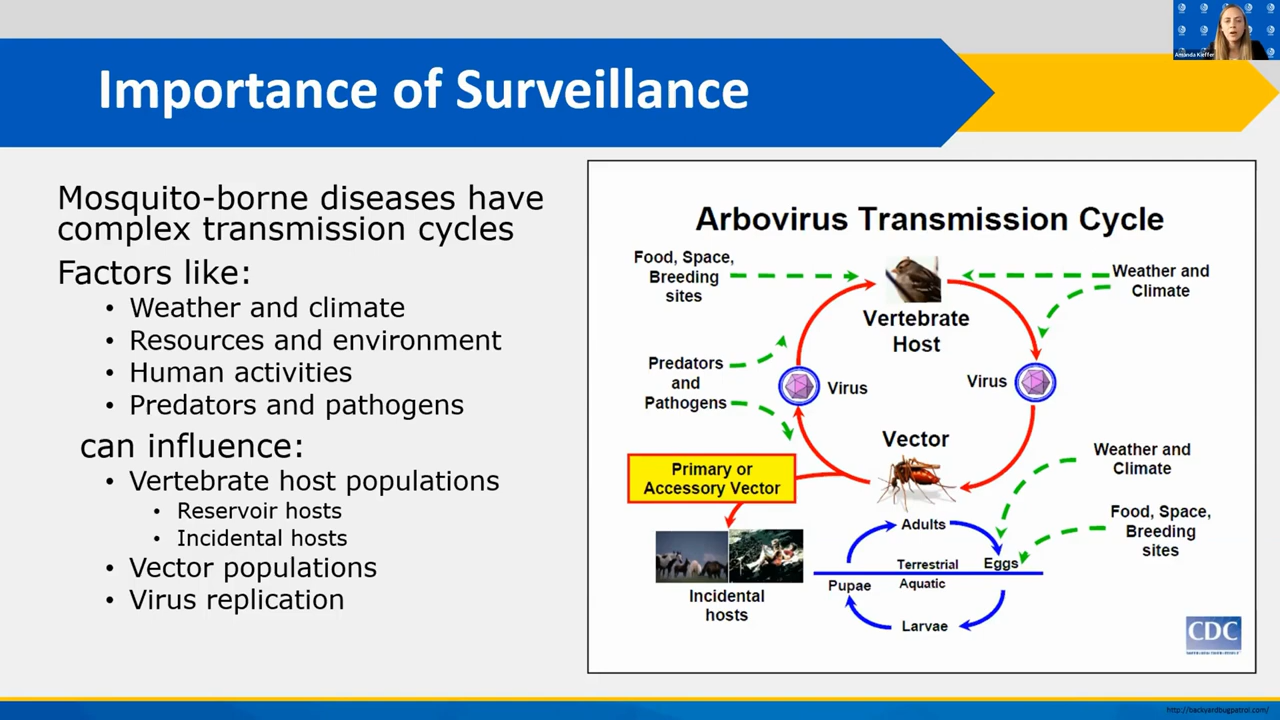 Amanda Kieffer
Importance of Surveillance
Mosquito-borne diseases have
complex transmission cycles
Factors like:
• Weather and climate
• Resources and environment
• Human activities
• Predators and pathogens
can influence:
• Vertebrate host populations
• Reservoir hosts
• Incidental hosts
• Vector populations
• Virus replication
Arbovirus Transmission Cycle
Food, Space,
Breeding
sites
Weather and
Climate
Vertebrate
Host
Predators
and
Pathogens
Virus
Virus
Vector
Primary or
Accessory Vector
Weather and
Climate
Food, Space,
Breeding
sites
Adults
Terrestrial
Eggs
Aquatic
Pupae
Larvae
Incidental
hosts
CDC
http://backyardbugpatrol.com/